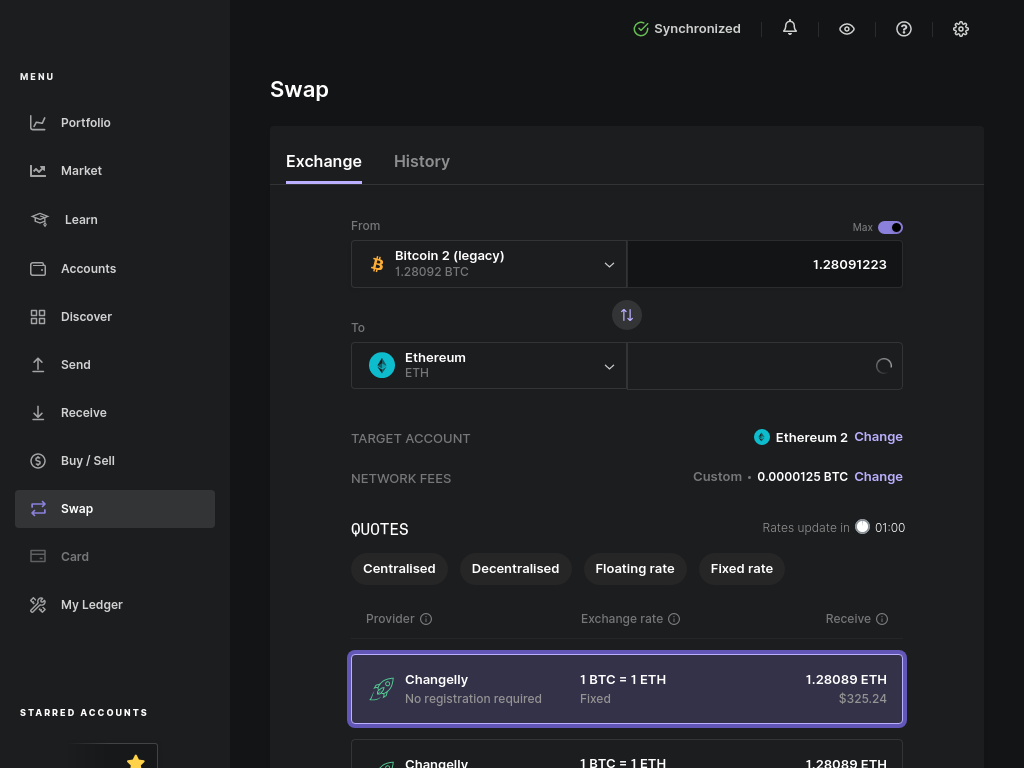 Synchronized
MENU
Portfolio
Market
Learn
Accounts
Discover
Send
Receive
Buy / Sell
Swap
Card
My Ledger
STARRED ACCOUNTS
Swap
Exchange
History
From
Max
Bitcoin 2 (legacy)
1.28092 BTC
1.28091223
To
Ethereum
ETH
TARGET ACCOUNT
Ethereum 2 Change
NETWORK FEES
Custom • 0.0000125 BTC Change
QUOTES
Rates update in 01:00
Centralised
Decentralised
Floating rate
Fixed rate
Provider
Exchange rate
Receive
Changelly
1 BTC = 1 ETH
1.28089 ETH
No registration required
Fixed
$325.24
Changelly
1 BTC = 1 ETH
1.28089 ETH